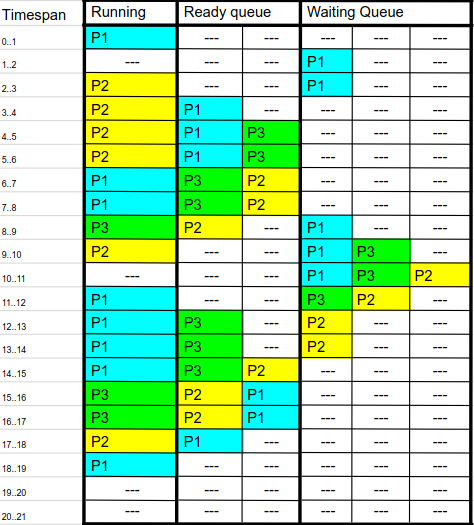 Timespan Running Ready queue Waiting Queue
0..1 P1 --- --- --- --- ---
1..2 --- --- --- P1 --- ---
2..3 P2 --- --- P1 --- ---
3..4 P2 P1 --- --- --- ---
4..5 P2 P1 P3 --- --- ---
5..6 P2 P1 P3 --- --- ---
6..7 P1 P3 P2 --- --- ---
7..8 P1 P3 P2 --- --- ---
8..9 P3 P2 --- P1 --- ---
9..10 P2 --- --- P1 P3 ---
10..11 --- --- --- P1 P3 P2
11..12 P1 --- --- P3 P2 ---
12..13 P1 P3 --- P2 --- ---
13..14 P1 P3 --- P2 --- ---
14..15 P1 P3 P2 --- --- ---
15..16 P3 P2 P1 --- --- ---
16..17 P3 P2 P1 --- --- ---
17..18 P2 P1 --- --- --- ---
18..19 P1 --- --- --- --- ---
19..20 --- --- --- --- --- ---
20..21 --- --- --- --- --- ---